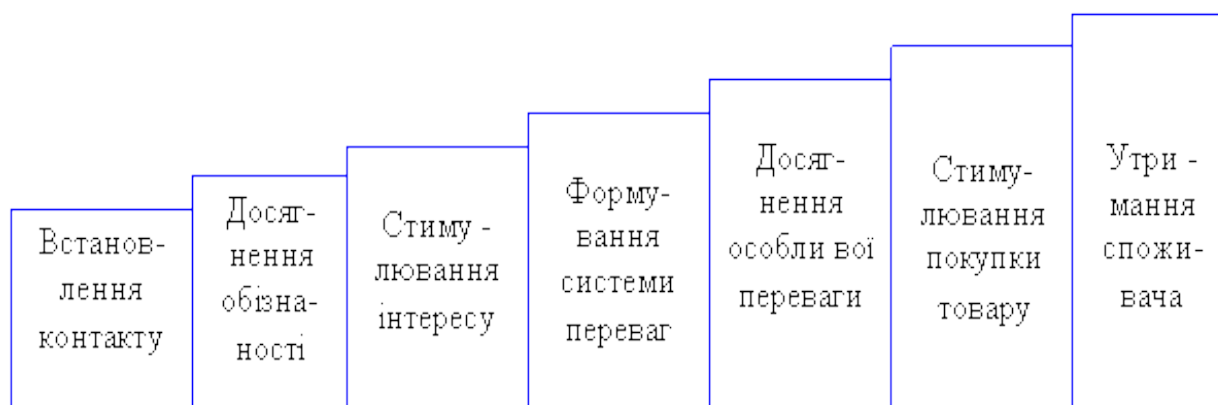 Встанов-
лення
контакту
Досяг-
нення
обізна-
ності
Стиму -
лювання
інтересу
Форму-
вання
системи
переваг
Досяг-
нення
особли вої
переваги
Стиму-
лювання
покупки
товару
Утри -
мання
спожи-
вача